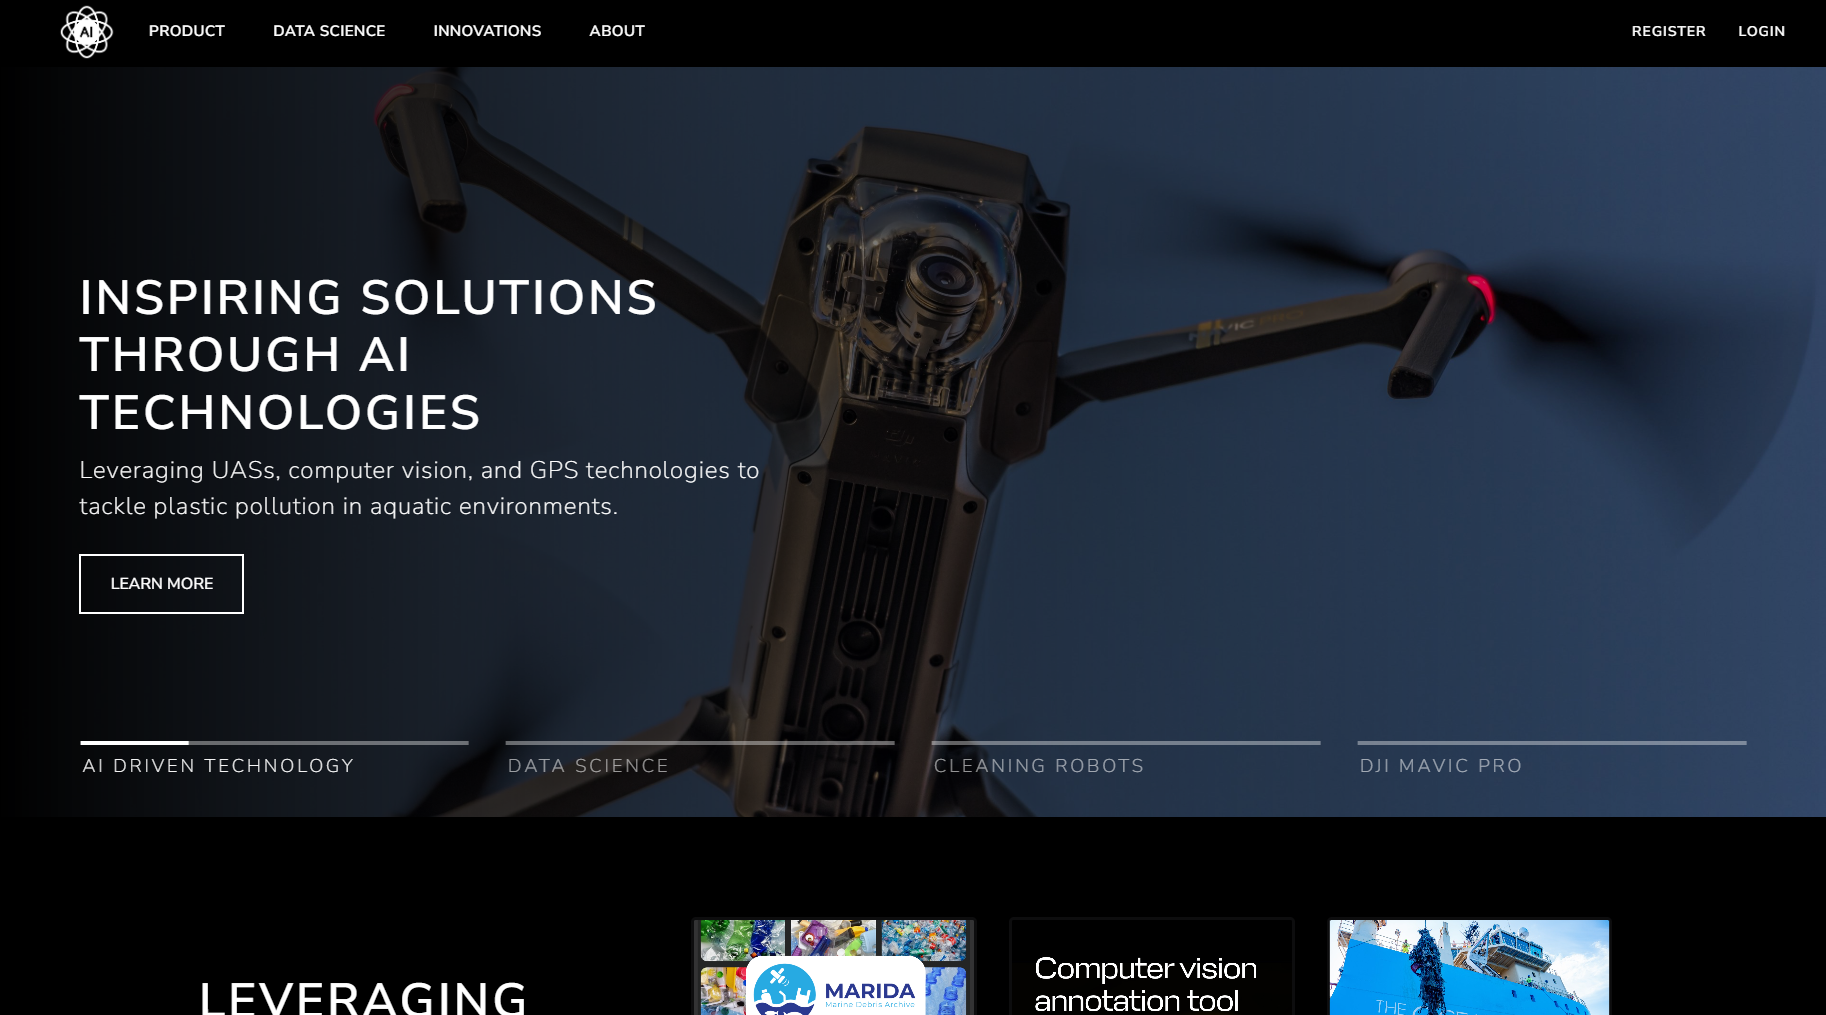 AI
PRODUCT
DATA SCIENCE
INNOVATIONS
ABOUT
REGISTER
LOGIN
INSPIRING SOLUTIONS
THROUGH AI
TECHNOLOGIES
Leveraging UASs, computer vision, and GPS technologies to
tackle plastic pollution in aquatic environments.
LEARN MORE
AI DRIVEN TECHNOLOGY
DATA SCIENCE
CLEANING ROBOTS
DJI MAVIC PRO
LEVERAGING
MARIDA
Marine Debris Archive
Computer vision
annotation tool
THE